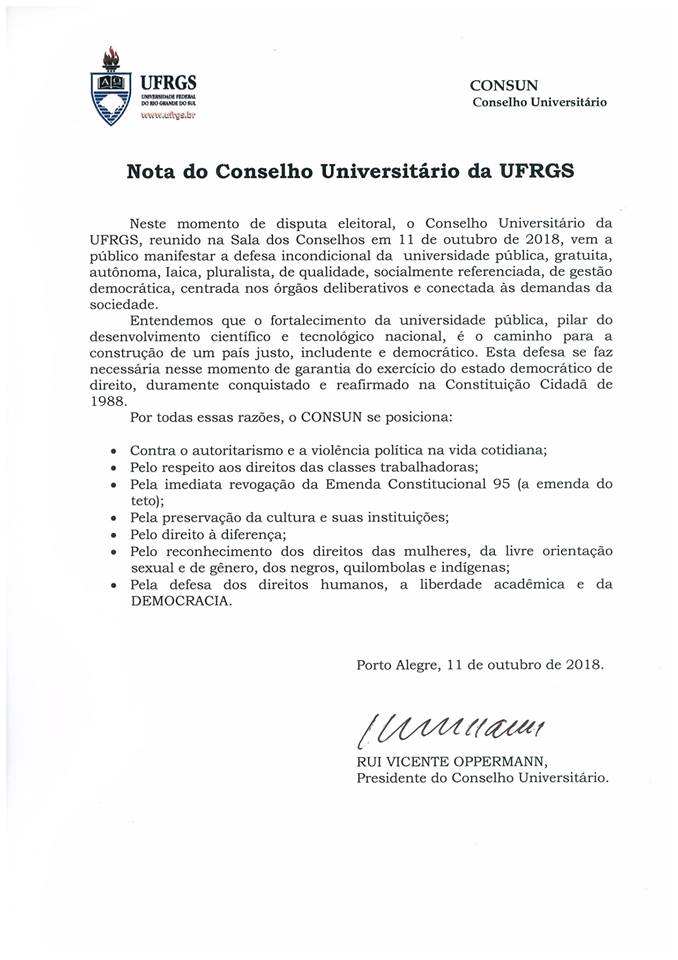 UFRGS
UNIVERSIDADE FEDERAL
DO RIO GRANDE DO SUL
www.ufrgs.br
CONSUN
Conselho Universitário
Nota do Conselho Universitário da UFRGS
Neste momento de disputa eleitoral, o Conselho Universitário da
UFRGS, reunido na Sala dos Conselhos em 11 de outubro de 2018, vem a
público manifestar a defesa incondicional da universidade pública, gratuita,
autônoma, laica, pluralista, de qualidade, socialmente referenciada, de gestão
democrática, centrada nos órgãos deliberativos e conectada às demandas da
sociedade.
Entendemos que o fortalecimento da universidade pública, pilar do
desenvolvimento científico e tecnológico nacional, é o caminho para a
construção de um país justo, includente e democrático. Esta defesa se faz
necessária nesse momento de garantia do exercício do estado democrático de
direito, duramente conquistado e reafirmado na Constituição Cidadã de
1988.
Por todas essas razões, o CONSUN se posiciona:
• Contra o autoritarismo e a violência política na vida cotidiana;
• Pelo respeito aos direitos das classes trabalhadoras;
• Pela imediata revogação da Emenda Constitucional 95 (a emenda do
teto);
• Pela preservação da cultura e suas instituições;
• Pelo direito à diferença;
• Pelo reconhecimento dos direitos das mulheres, da livre orientação
sexual e de gênero, dos negros, quilombolas e indígenas;
• Pela defesa dos direitos humanos, a liberdade acadêmica e da
DEMOCRACIA.
Porto Alegre, 11 de outubro de 2018.
RUI VICENTE OPPERMANN,
Presidente do Conselho Universitário.